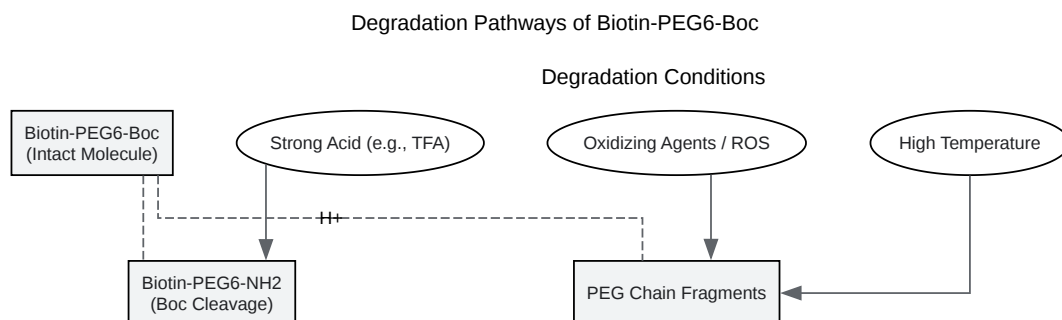 Degradation Pathways of Biotin-PEG6-Boc
Degradation Conditions
Biotin-PEG6-Boc
(Intact Molecule)
Strong Acid (e.g., TFA)
Oxidizing Agents / ROS
High Temperature
H+
Biotin-PEG6-NH2
(Boc Cleavage)
PEG Chain Fragments